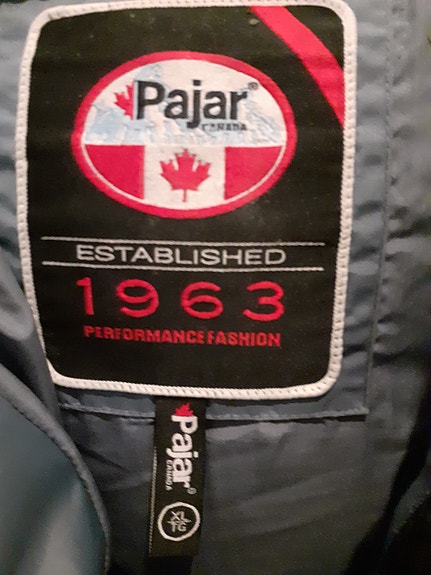 Pajar®
CANADA
ESTABLISHED
1963
PERFORMANCE FASHION
Pajar®
CANADA
XL
TG